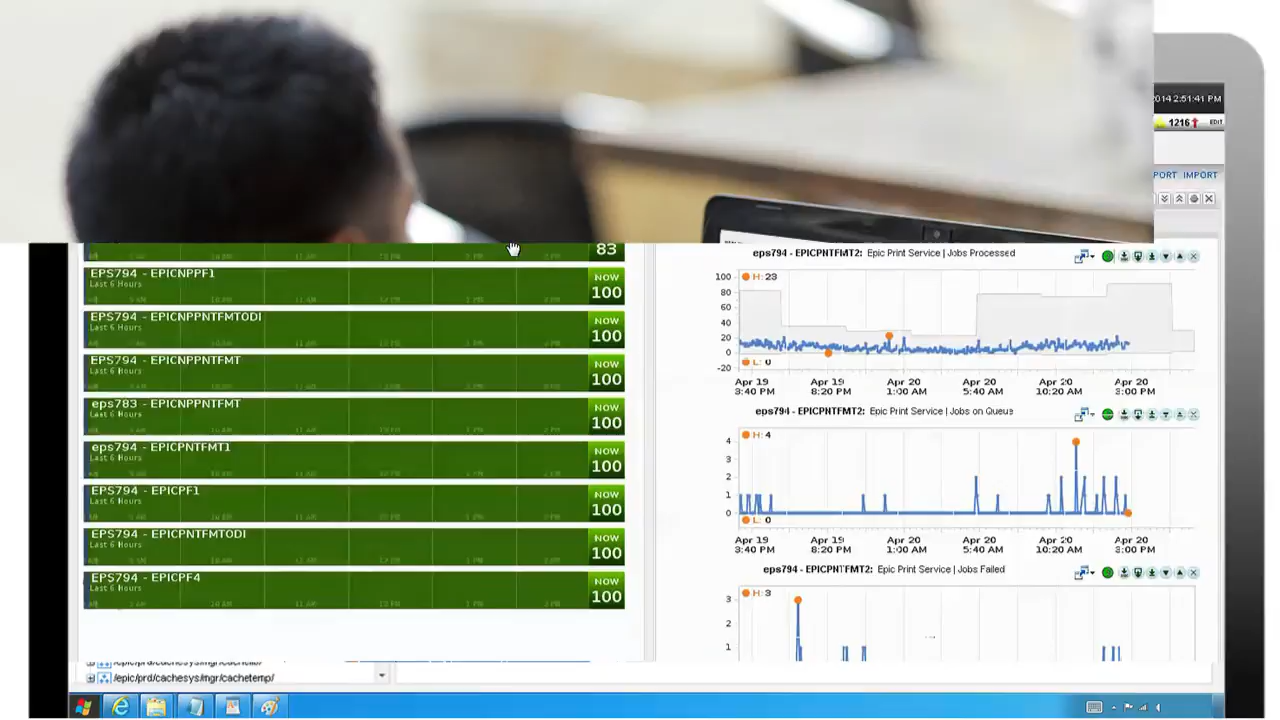 2014 2:51:41 PM
1216 EDIT
PORT IMPORT
83
EPS794 - EPICNPPF1
Last 6 Hours
NOW
100
EPS794 - EPICNPPNTFMTODI
Last 6 Hours
NOW
100
EPS794 - EPICNPPNTFMT
Last 6 Hours
NOW
100
eps783 - EPICNPPNTFMT
Last 6 Hours
NOW
100
eps794 - EPICPNTFMT1
Last 6 Hours
NOW
100
EPS794 - EPICPF1
Last 6 Hours
NOW
100
EPS794 - EPICPNTFMTODI
Last 6 Hours
NOW
100
EPS794 - EPICPF4
Last 6 Hours
NOW
100
/epic/prd/cachesys/mgr/cachetemp/
eps794 - EPICPNTFMT2: Epic Print Service | Jobs Processed
H: 23
100
80
60
40
20
0
-20
L: 0
Apr 19 3:40 PM
Apr 19 8:20 PM
Apr 20 1:00 AM
Apr 20 5:40 AM
Apr 20 10:20 AM
Apr 20 3:00 PM
eps794 - EPICPNTFMT2: Epic Print Service | Jobs on Queue
H: 4
4
3
2
1
0
L: 0
Apr 19 3:40 PM
Apr 19 8:20 PM
Apr 20 1:00 AM
Apr 20 5:40 AM
Apr 20 10:20 AM
Apr 20 3:00 PM
eps794 - EPICPNTFMT2: Epic Print Service | Jobs Failed
H: 3
3
2
1